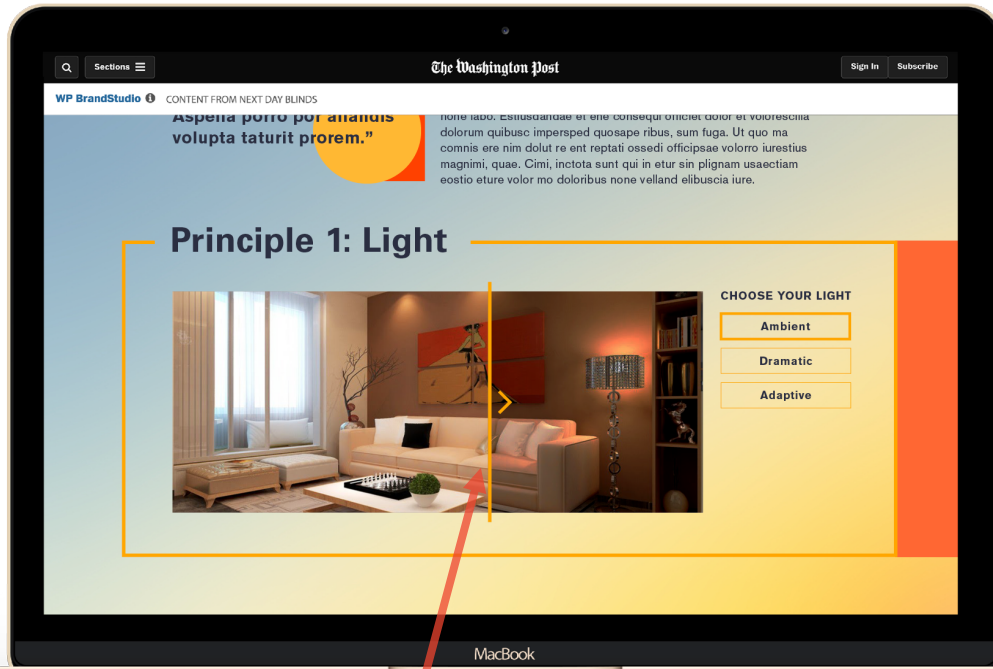 Sections
The Washington Post
Sign In
Subscribe
WP BrandStudio
CONTENT FROM NEXT DAY BLINDS
Aspella porro por aliandis
volupta taturit prorem.”
dolorum quibusc impersped quosape ribus, sum fuga. Ut quo ma
comnis ere nim dolut re ent reptati ossedi officipsae volorro iurestius
magnimi, quae. Cimi, inctota sunt qui in etur sin plignam usaectiam
eostio eture volor mo doloribus none velland elibuscia iure.
Principle 1: Light
CHOOSE YOUR LIGHT
Ambient
Dramatic
Adaptive
MacBook